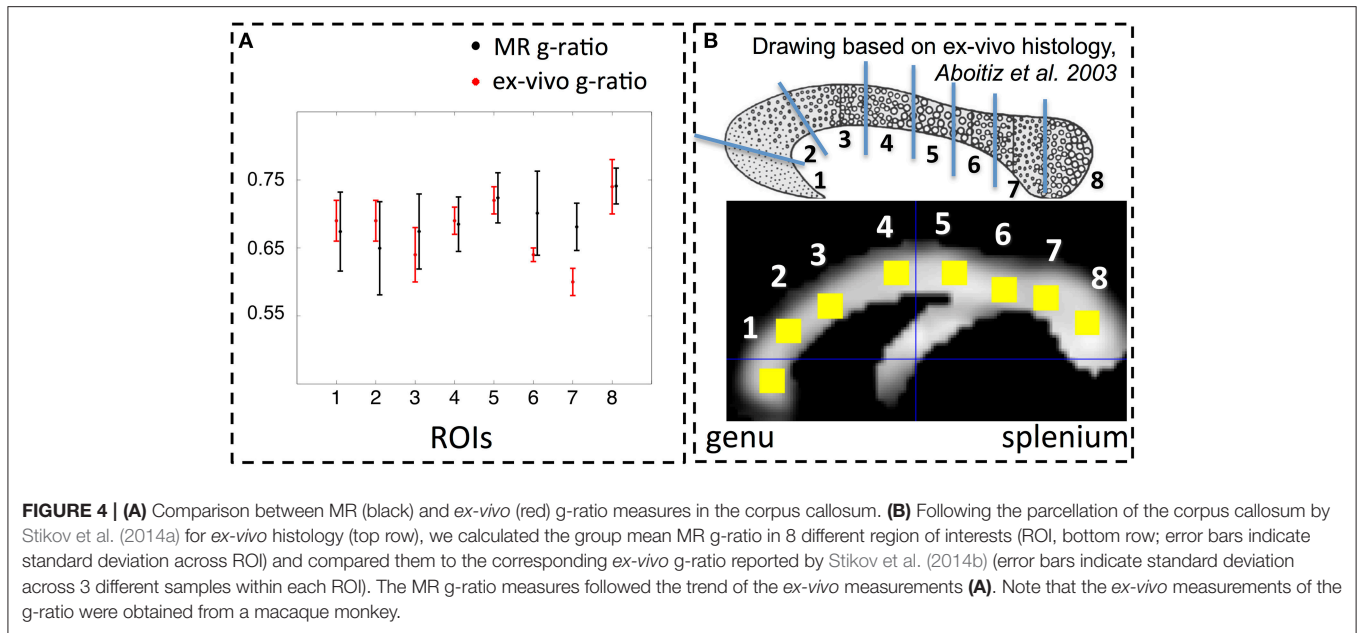 A
MR g-ratio
ex-vivo g-ratio
0.75
0.65
0.55
1 2 3 4 5 6 7 8
ROIs
B
Drawing based on ex-vivo histology,
Aboitiz et al. 2003
1 2 3 4 5 6 7 8
1 2 3 4 5 6 7 8
genu splenium
FIGURE 4 | (A) Comparison between MR (black) and ex-vivo (red) g-ratio measures in the corpus callosum. (B) Following the parcellation of the corpus callosum by
Stikov et al. (2014a) for ex-vivo histology (top row), we calculated the group mean MR g-ratio in 8 different region of interests (ROI, bottom row; error bars indicate
standard deviation across ROI) and compared them to the corresponding ex-vivo g-ratio reported by Stikov et al. (2014b) (error bars indicate standard deviation
across 3 different samples within each ROI). The MR g-ratio measures followed the trend of the ex-vivo measurements (A). Note that the ex-vivo measurements of the
g-ratio were obtained from a macaque monkey.